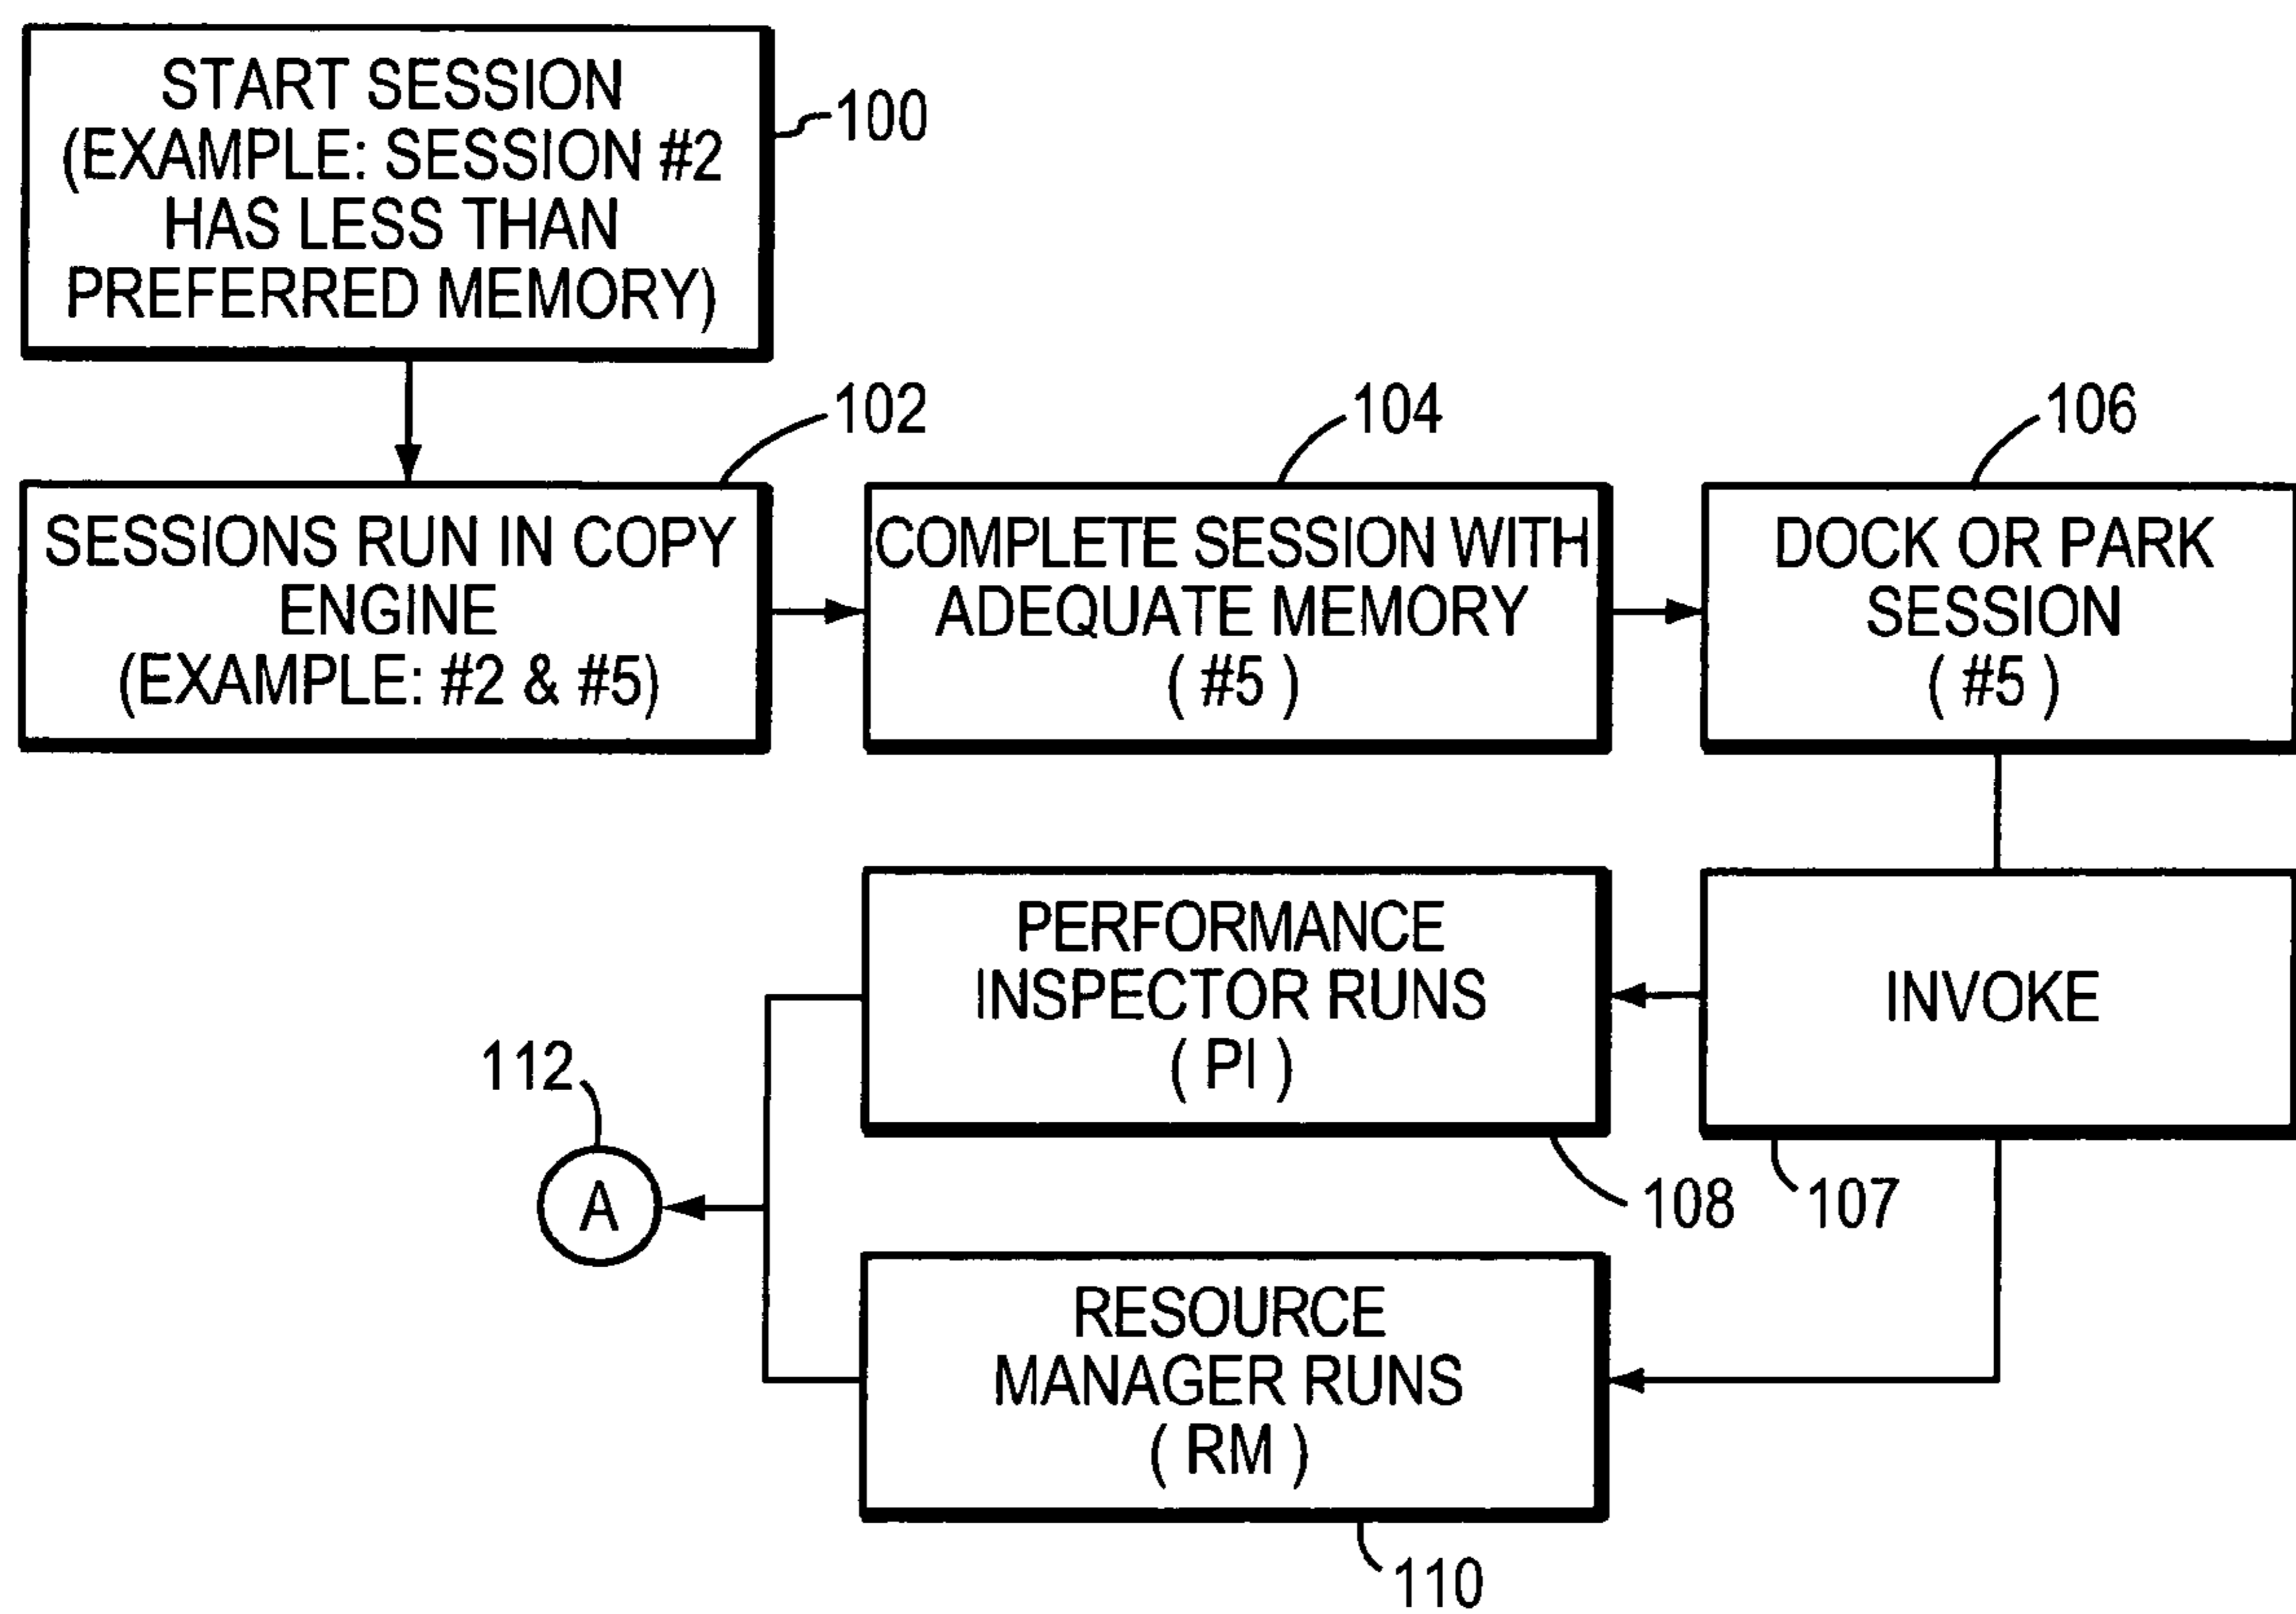 START SESSION
(EXAMPLE: SESSION #2
HAS LESS THAN
PREFERRED MEMORY)
100
SESSIONS RUN IN COPY
ENGINE
(EXAMPLE: #2 & #5)
102
COMPLETE SESSION WITH
ADEQUATE MEMORY
( #5 )
104
DOCK OR PARK
SESSION
( #5 )
106
INVOKE
107
PERFORMANCE
INSPECTOR RUNS
( PI )
108
RESOURCE
MANAGER RUNS
( RM )
110
112
A